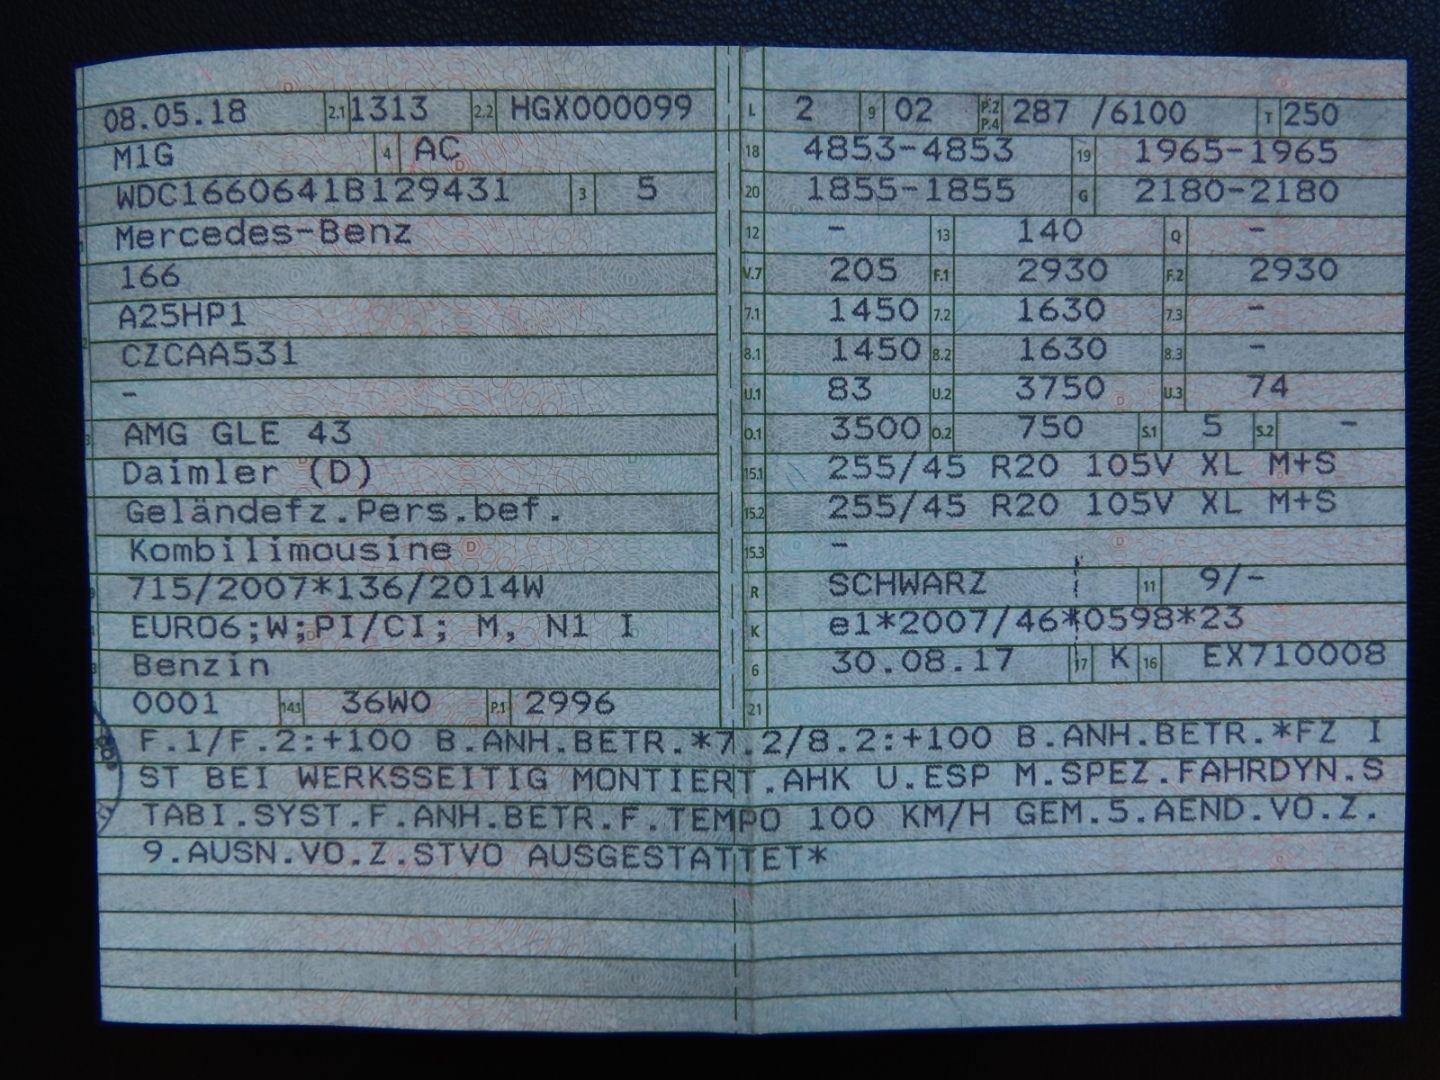 08.05.18 2.1 1313 2.2 HGX000099
M1G 4 AC
WDC1660641B129431 3 5
Mercedes-Benz
166
A25HP1
CZCAA531
-
AMG GLE 43
Daimler (D)
Geländefz.Pers.bef.
Kombilimousine
715/2007*136/2014W
EURO6;W;PI/CI; M, N1 I
Benzin
0001 14.1 36W0 P.1 2996
L 2 9 02 P.2 P.4 287 /6100 T 250
18 4853-4853 19 1965-1965
20 1855-1855 G 2180-2180
12 - 13 140 Q -
V.7 205 F.1 2930 F.2 2930
7.1 1450 7.2 1630 7.3 -
8.1 1450 8.2 1630 8.3 -
U.1 83 U.2 3750 U.3 74
O.1 3500 O.2 750 S.1 5 S.2 -
15.1 255/45 R20 105V XL M+S
15.2 255/45 R20 105V XL M+S
15.3 -
R SCHWARZ 11 9/-
K e1*2007/46*0598*23
6 30.08.17 17 K 16 EX710008
21
F.1/F.2:+100 B.ANH.BETR.*7.2/8.2:+100 B.ANH.BETR.*FZ I
ST BEI WERKSSEITIG MONTIERT.AHK U.ESP M.SPEZ.FAHRDYN.S
TABI.SYST.F.ANH.BETR.F.TEMPO 100 KM/H GEM.5.AEND.VO.Z.
9.AUSN.VO.Z.STVO AUSGESTATTET*